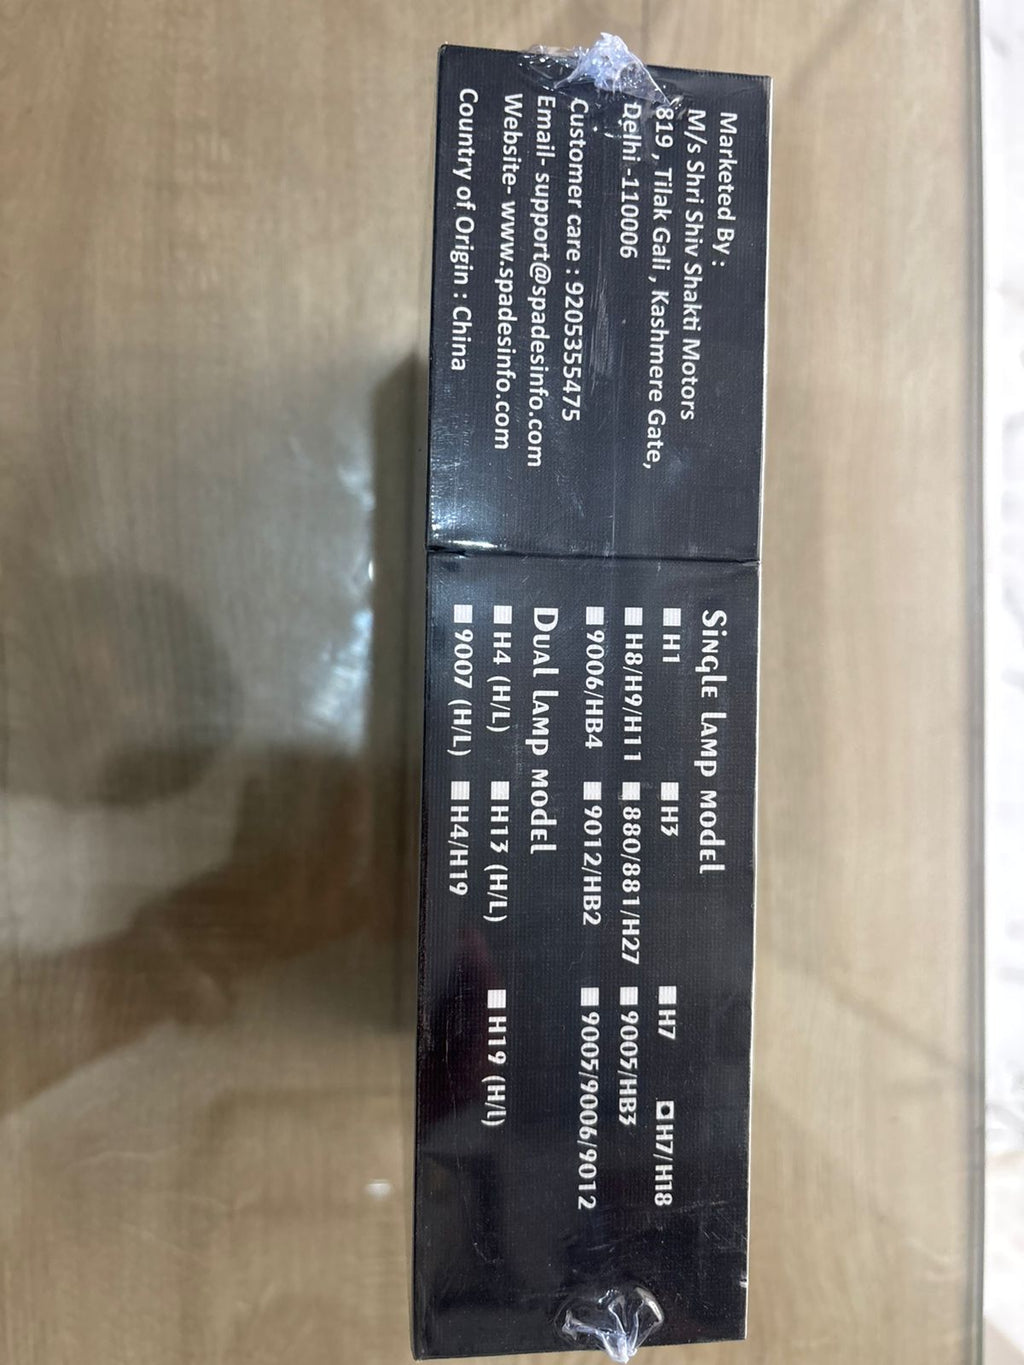 Marketed By :
M/s Shri Shiv Shakti Motors
819 , Tilak Gali , Kashmere Gate,
Delhi -110006
Customer care : 9205355475
Email- support@spadesinfo.com
Website- www.spadesinfo.com
Country of Origin : China
Single lamp model
H1 H3 H7 H7/H18
H8/H9/H11 880/881/H27 9005/HB3
9006/HB4 9012/HB2 9005/9006/9012
Dual lamp model
H4 (H/L) H13 (H/L) H19 (H/L)
9007 (H/L) H4/H19